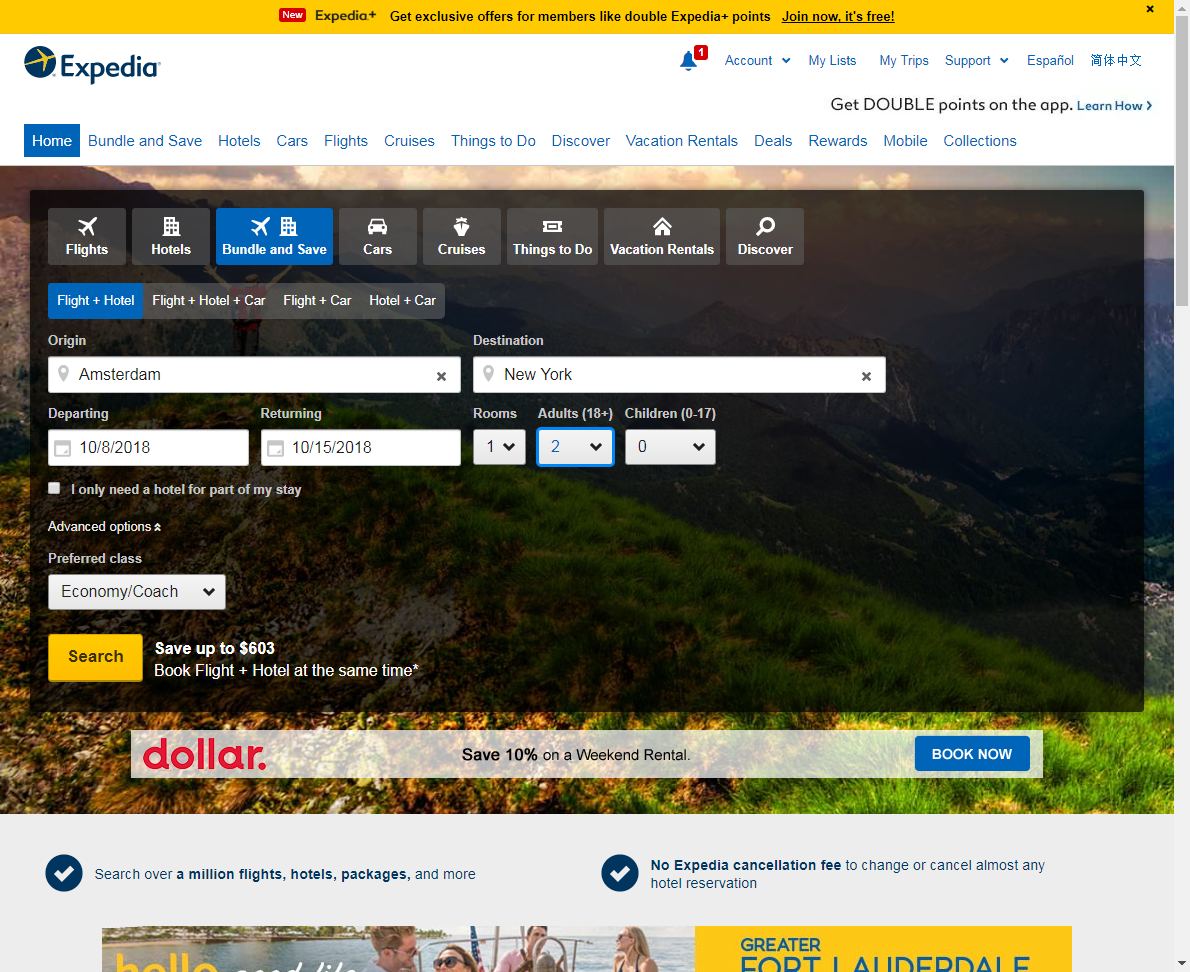 New Expedia+ Get exclusive offers for members like double Expedia+ points Join now, it's free!
Expedia
1
Account My Lists My Trips Support Español 简体中文
Get DOUBLE points on the app. Learn How
Home Bundle and Save Hotels Cars Flights Cruises Things to Do Discover Vacation Rentals Deals Rewards Mobile Collections
Flights Hotels Bundle and Save Cars Cruises Things to Do Vacation Rentals Discover
Flight + Hotel Flight + Hotel + Car Flight + Car Hotel + Car
Origin Destination
Amsterdam New York
Departing Returning Rooms Adults (18+) Children (0-17)
10/8/2018 10/15/2018 1 2 0
I only need a hotel for part of my stay
Advanced options
Preferred class
Economy/Coach
Search
Save up to $603
Book Flight + Hotel at the same time*
dollar. Save 10% on a Weekend Rental. BOOK NOW
Search over a million flights, hotels, packages, and more
No Expedia cancellation fee to change or cancel almost any
hotel reservation
GREATER
hello good life
FORT LAUDERDALE